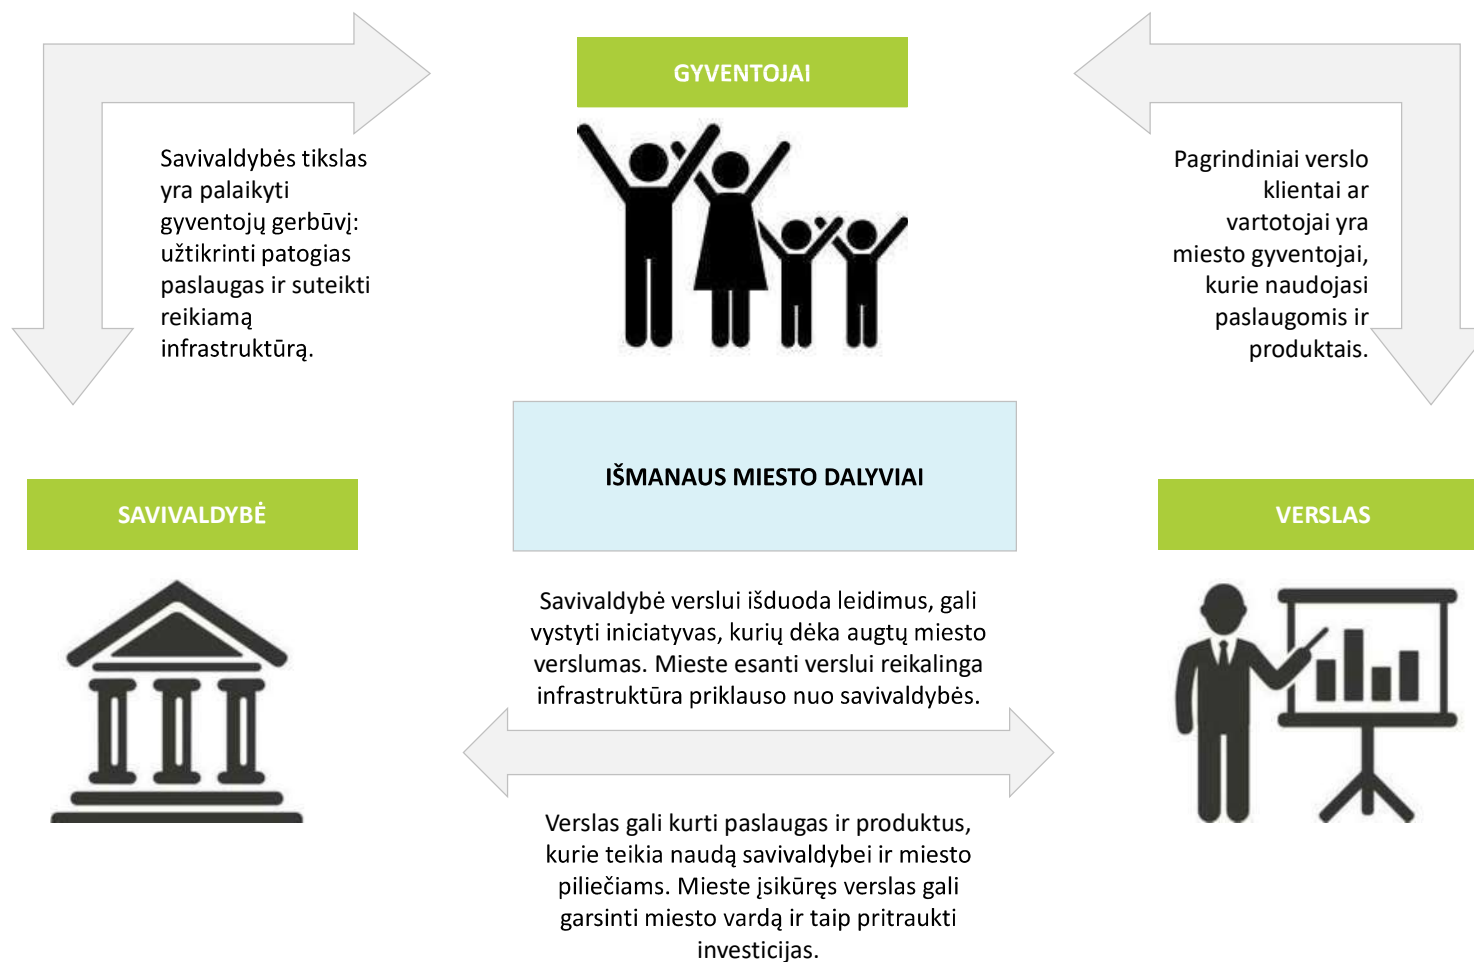 GYVENTOJAI
Savivaldybės tikslas
yra palaikyti
gyventojų gerbūvį:
užtikrinti patogias
paslaugas ir suteikti
reikiamą
infrastruktūrą.
Pagrindiniai verslo
klientai ar
vartotojai yra
miesto gyventojai,
kurie naudojasi
paslaugomis ir
produktais.
IŠMANAUS MIESTO DALYVIAI
SAVIVALDYBĖ
VERSLAS
Savivaldybė verslui išduoda leidimus, gali
vystyti iniciatyvas, kurių dėka augtų miesto
verslumas. Mieste esanti verslui reikalinga
infrastruktūra priklauso nuo savivaldybės.
Verslas gali kurti paslaugas ir produktus,
kurie teikia naudą savivaldybei ir miesto
piliečiams. Mieste įsikūręs verslas gali
garsinti miesto vardą ir taip pritraukti
investicijas.